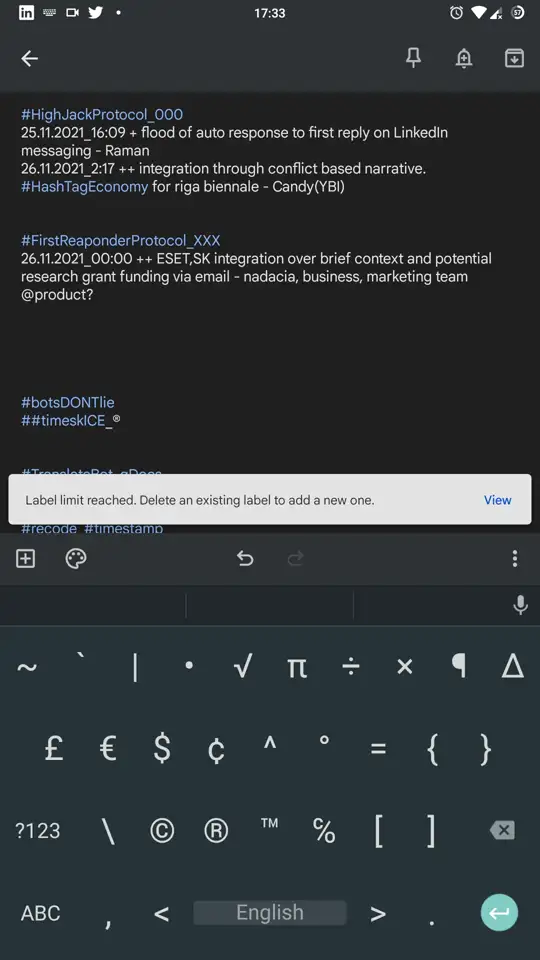 17:33
57
#HighJackProtocol_000
25.11.2021_16:09 + flood of auto response to first reply on LinkedIn
messaging - Raman
26.11.2021_2:17 ++ integration through conflict based narrative.
#HashTagEconomy for riga biennale - Candy(YBI)
#FirstReaponderProtocol_XXX
26.11.2021_00:00 ++ ESET,SK integration over brief context and potential
research grant funding via email - nadacia, business, marketing team
@product?
#botsDONTlie
##timeskICE_®
#TranslateBot_gDocs
Label limit reached. Delete an existing label to add a new one. View
#recode #timestamp
~ ` | • √ π ÷ × ¶ Δ
£ € $ ¢ ^ ° = { }
?123 \ © ® ™ ℅ [ ]
ABC , < English > .